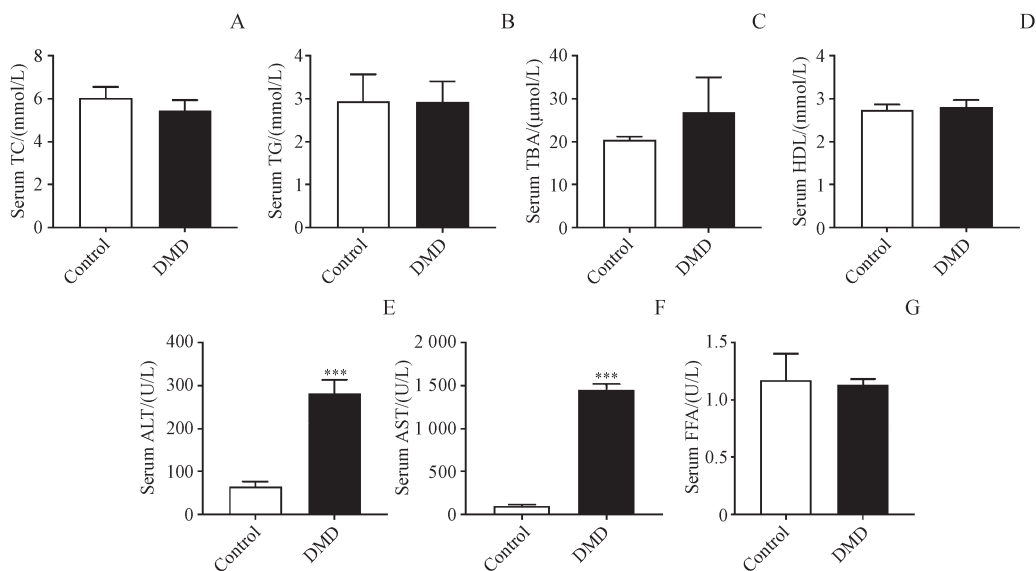 A
Serum TC/(mmol/L)
8
6
4
2
0
Control
DMD
B
Serum TG/(mmol/L)
4
3
2
1
0
Control
DMD
C
Serum TBA/(μmol/L)
40
30
20
10
0
Control
DMD
D
Serum HDL/(mmol/L)
4
3
2
1
0
Control
DMD
E
Serum ALT/(U/L)
400
300
200
100
0
***
Control
DMD
F
Serum AST/(U/L)
2 000
1 500
1 000
500
0
***
Control
DMD
G
Serum FFA/(U/L)
1.5
1.0
0.5
0
Control
DMD